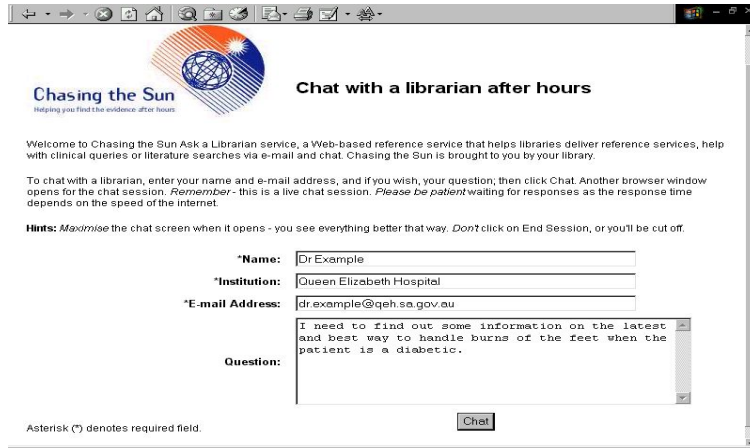 Chasing the Sun
Helping you find the evidence after hours
Chat with a librarian after hours
Welcome to Chasing the Sun Ask a Librarian service, a Web-based reference service that helps libraries deliver reference services, help
with clinical queries or literature searches via e-mail and chat. Chasing the Sun is brought to you by your library.
To chat with a librarian, enter your name and e-mail address, and if you wish, your question; then click Chat. Another browser window
opens for the chat session. Remember - this is a live chat session. Please be patient waiting for responses as the response time
depends on the speed of the internet.
Hints: Maximise the chat screen when it opens - you see everything better that way. Don't click on End Session, or you'll be cut off.
*Name: Dr Example
*Institution: Queen Elizabeth Hospital
*E-mail Address: dr.example@qeh.sa.gov.au
Question: I need to find out some information on the latest
and best way to handle burns of the feet when the
patient is a diabetic.
Chat
Asterisk (*) denotes required field.